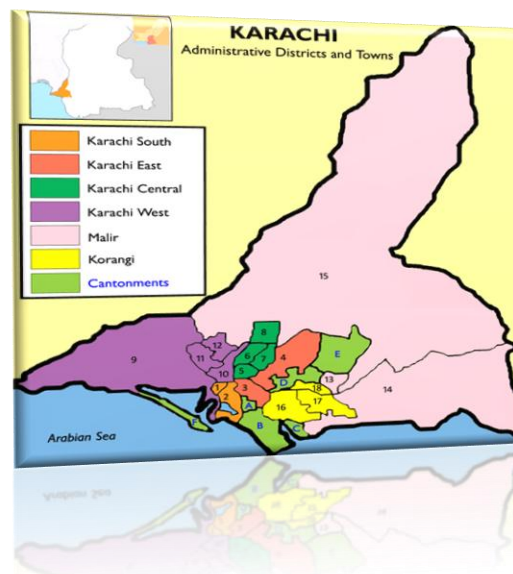 KARACHI
Administrative Districts and Towns
Karachi South
Karachi East
Karachi Central
Karachi West
Malir
Korangi
Cantonments
15
8
12
4
E
9
11
6
7
10
5
D
13
14
1
2
3
18
A
16
17
F
B
C
Arabian Sea